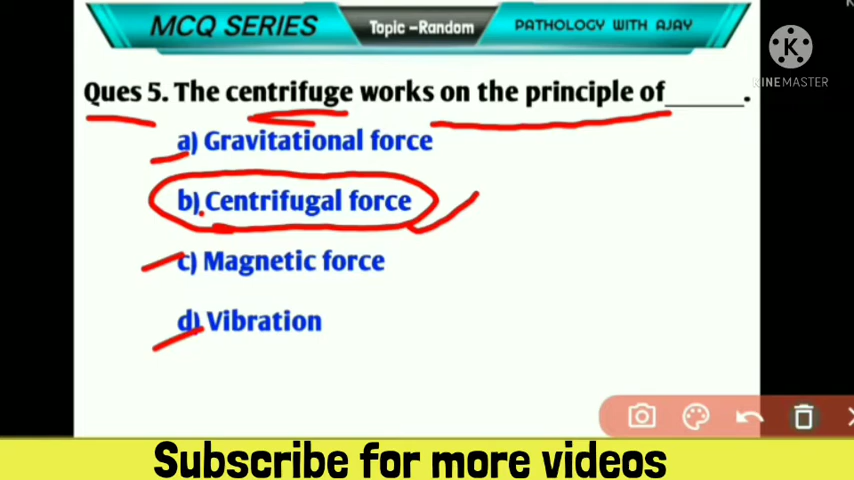 MCQ SERIES Topic -Random PATHOLOGY WITH AJAY
K
KINEMASTER
Ques 5. The centrifuge works on the principle of______.
a) Gravitational force
b) Centrifugal force
c) Magnetic force
d) Vibration
Subscribe for more videos